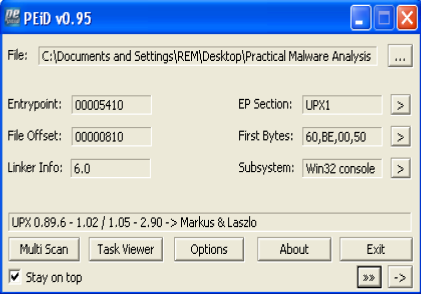 PEiD v0.95
File: C:\Documents and Settings\REM\Desktop\Practical Malware Analysis ...
Entrypoint: 00005410 EP Section: UPX1 >
File Offset: 00000810 First Bytes: 60,BE,00,50 >
Linker Info: 6.0 Subsystem: Win32 console >
UPX 0.89.6 - 1.02 / 1.05 - 2.90 -> Markus & Laszlo
Multi Scan Task Viewer Options About Exit
Stay on top »» ->